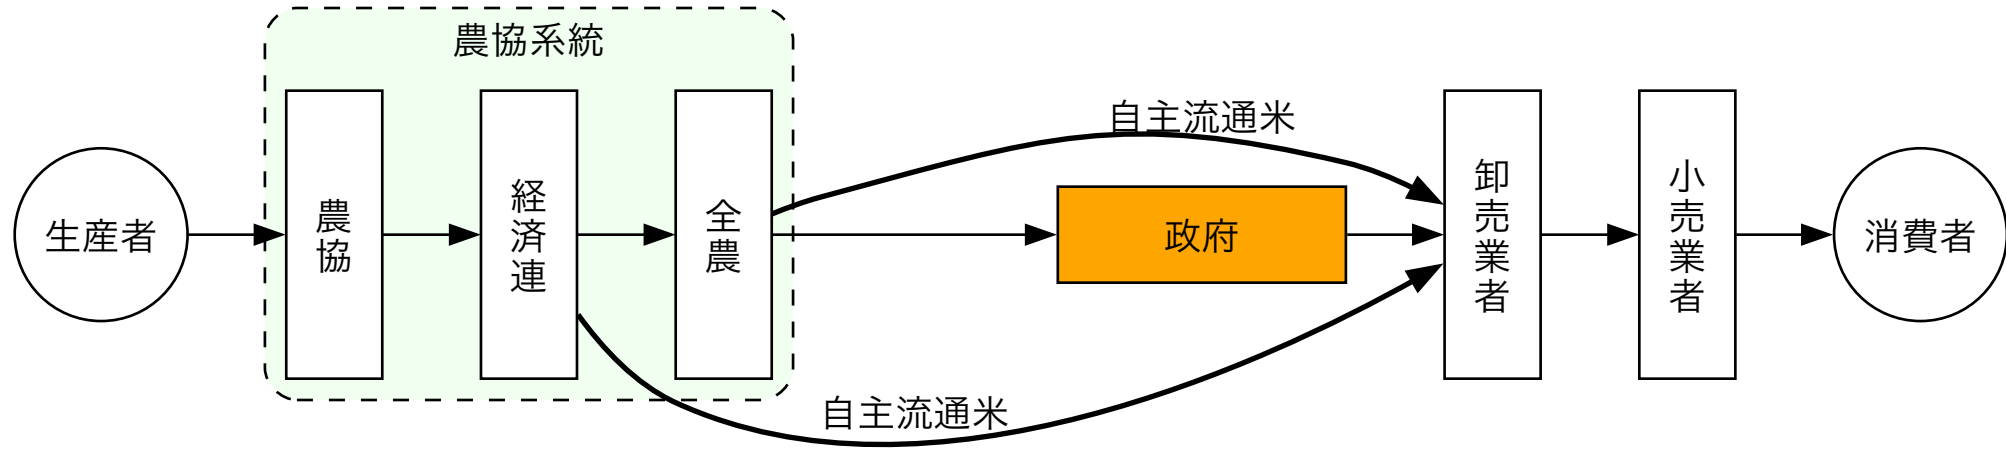 農協系統
生産者
農協
経済連
全農
自主流通米
政府
自主流通米
卸売業者
小売業者
消費者